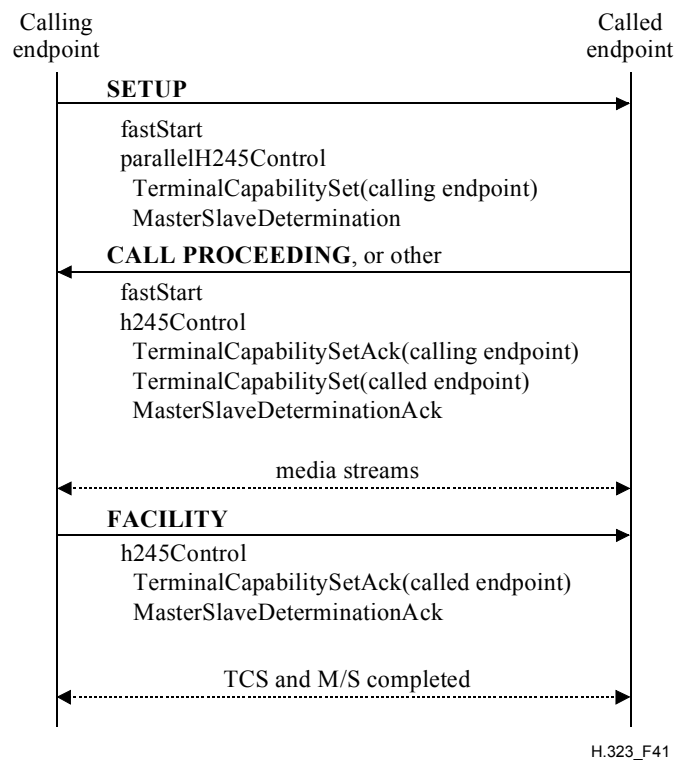 Calling
endpoint
Called
endpoint
SETUP
fastStart
parallelH245Control
TerminalCapabilitySet(calling endpoint)
MasterSlaveDetermination
CALL PROCEEDING, or other
fastStart
h245Control
TerminalCapabilitySetAck(calling endpoint)
TerminalCapabilitySet(called endpoint)
MasterSlaveDeterminationAck
media streams
FACILITY
h245Control
TerminalCapabilitySetAck(called endpoint)
MasterSlaveDeterminationAck
TCS and M/S completed
H.323_F41